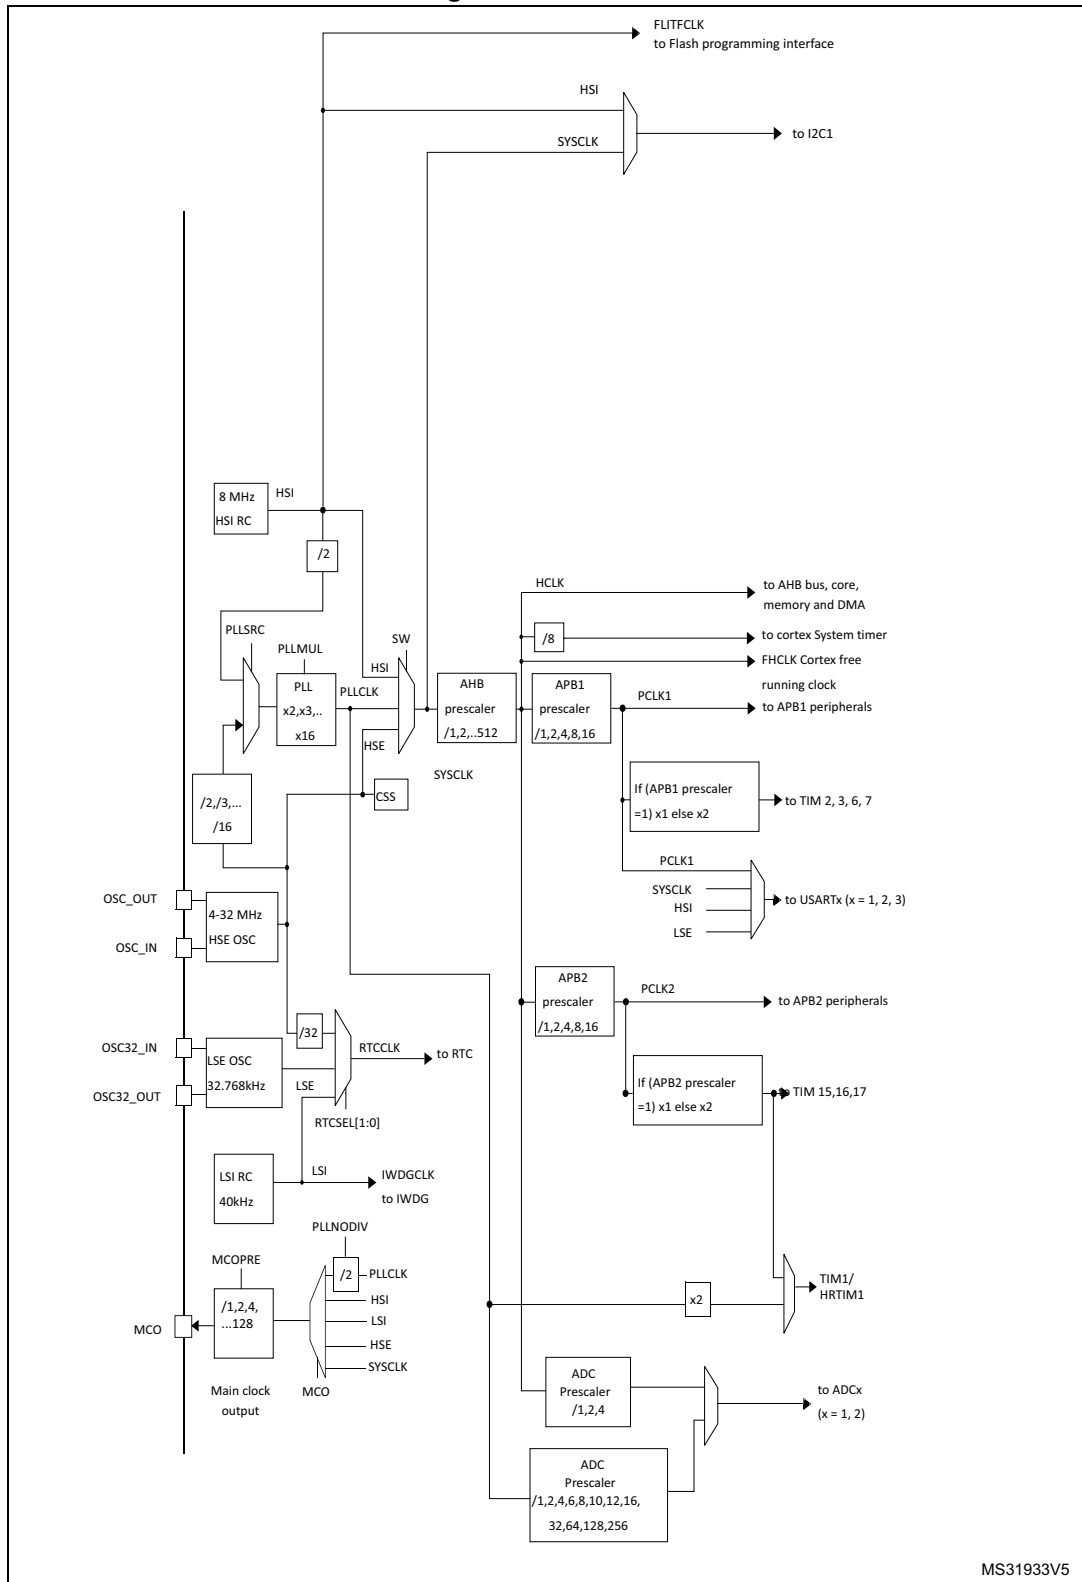 FLITFCLK
to Flash programming interface
HSI
to I2C1
SYSCLK
8 MHz
HSI RC
HSI
/2
HCLK
to AHB bus, core,
memory and DMA
/8
to cortex System timer
FHCLK Cortex free
running clock
PLLSRC
PLLMUL
SW
HSI
PLL
x2,x3,..
x16
PLLCLK
HSE
AHB
prescaler
/1,2,..512
APB1
prescaler
/1,2,4,8,16
PCLK1
to APB1 peripherals
SYSCLK
/2,/3,...
/16
CSS
If (APB1 prescaler
=1) x1 else x2
to TIM 2, 3, 6, 7
PCLK1
SYSCLK
HSI
LSE
to USARTx (x = 1, 2, 3)
OSC_OUT
OSC_IN
4-32 MHz
HSE OSC
APB2
prescaler
/1,2,4,8,16
PCLK2
to APB2 peripherals
/32
OSC32_IN
OSC32_OUT
LSE OSC
32.768kHz
LSE
RTCCLK
to RTC
RTCSEL[1:0]
If (APB2 prescaler
=1) x1 else x2
to TIM 15,16,17
LSI RC
40kHz
LSI
IWDGCLK
to IWDG
PLLNODIV
MCOPRE
/2
PLLCLK
HSI
LSI
HSE
SYSCLK
/1,2,4,
...128
MCO
MCO
Main clock
output
x2
TIM1/
HRTIM1
ADC
Prescaler
/1,2,4
to ADCx
(x = 1, 2)
ADC
Prescaler
/1,2,4,6,8,10,12,16,
32,64,128,256
MS31933V5